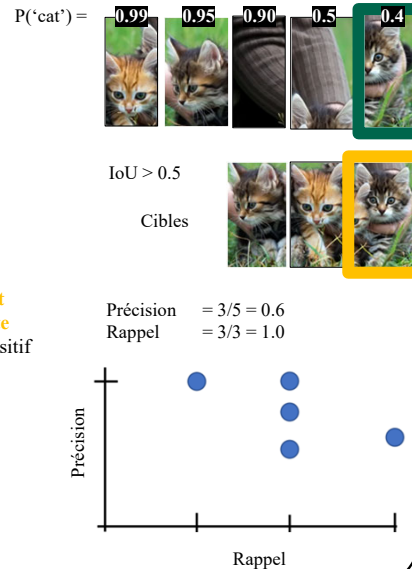 P(‘cat’) = 0.99 0.95 0.90 0.5 0.4
IoU > 0.5
Cibles
t
e
sitif
Précision = 3/5 = 0.6
Rappel = 3/3 = 1.0
Précision
Rappel